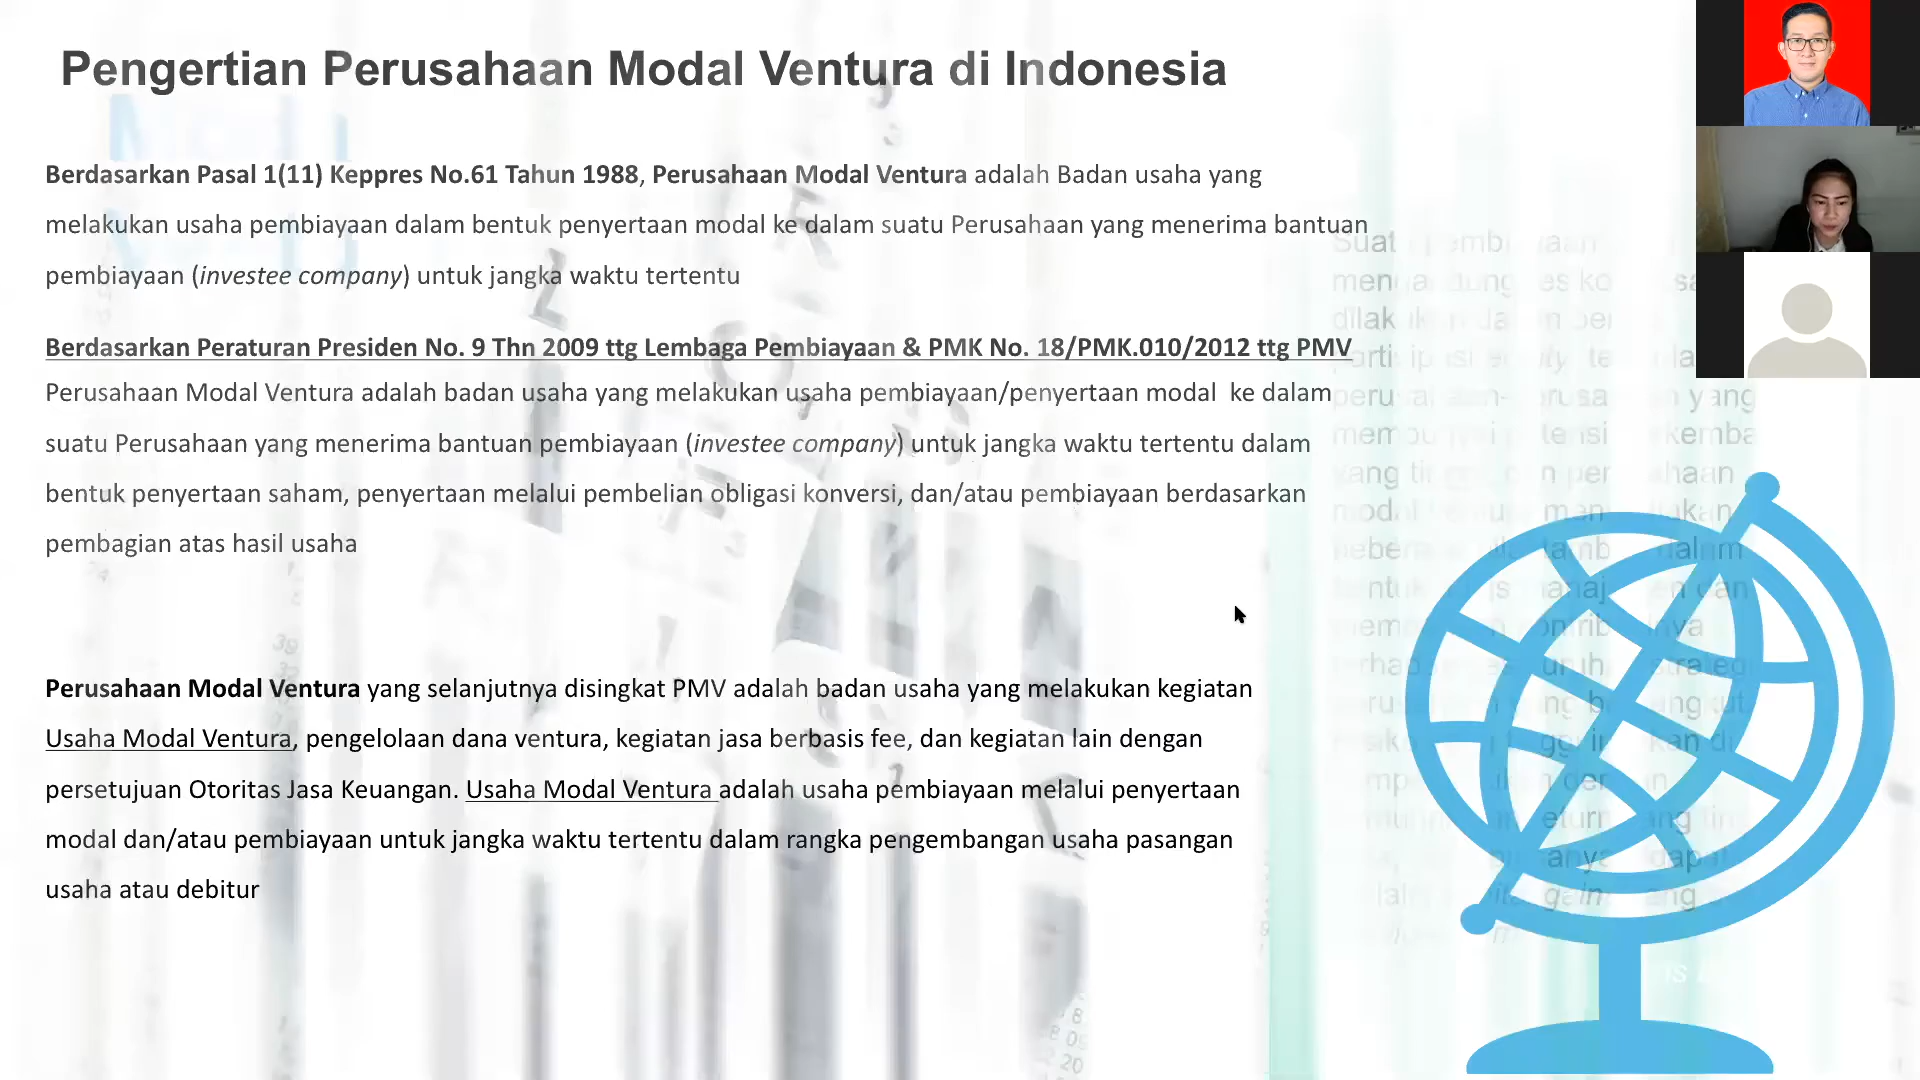 Pengertian Perusahaan Modal Ventura di Indonesia
Berdasarkan Pasal 1(11) Keppres No.61 Tahun 1988, Perusahaan Modal Ventura adalah Badan usaha yang
melakukan usaha pembiayaan dalam bentuk penyertaan modal ke dalam suatu Perusahaan yang menerima bantuan
pembiayaan (investee company) untuk jangka waktu tertentu
Berdasarkan Peraturan Presiden No. 9 Thn 2009 ttg Lembaga Pembiayaan & PMK No. 18/PMK.010/2012 ttg PMV
Perusahaan Modal Ventura adalah badan usaha yang melakukan usaha pembiayaan/penyertaan modal ke dalam
suatu Perusahaan yang menerima bantuan pembiayaan (investee company) untuk jangka waktu tertentu dalam
bentuk penyertaan saham, penyertaan melalui pembelian obligasi konversi, dan/atau pembiayaan berdasarkan
pembagian atas hasil usaha
Perusahaan Modal Ventura yang selanjutnya disingkat PMV adalah badan usaha yang melakukan kegiatan
Usaha Modal Ventura, pengelolaan dana ventura, kegiatan jasa berbasis fee, dan kegiatan lain dengan
persetujuan Otoritas Jasa Keuangan. Usaha Modal Ventura adalah usaha pembiayaan melalui penyertaan
modal dan/atau pembiayaan untuk jangka waktu tertentu dalam rangka pengembangan usaha pasangan
usaha atau debitur